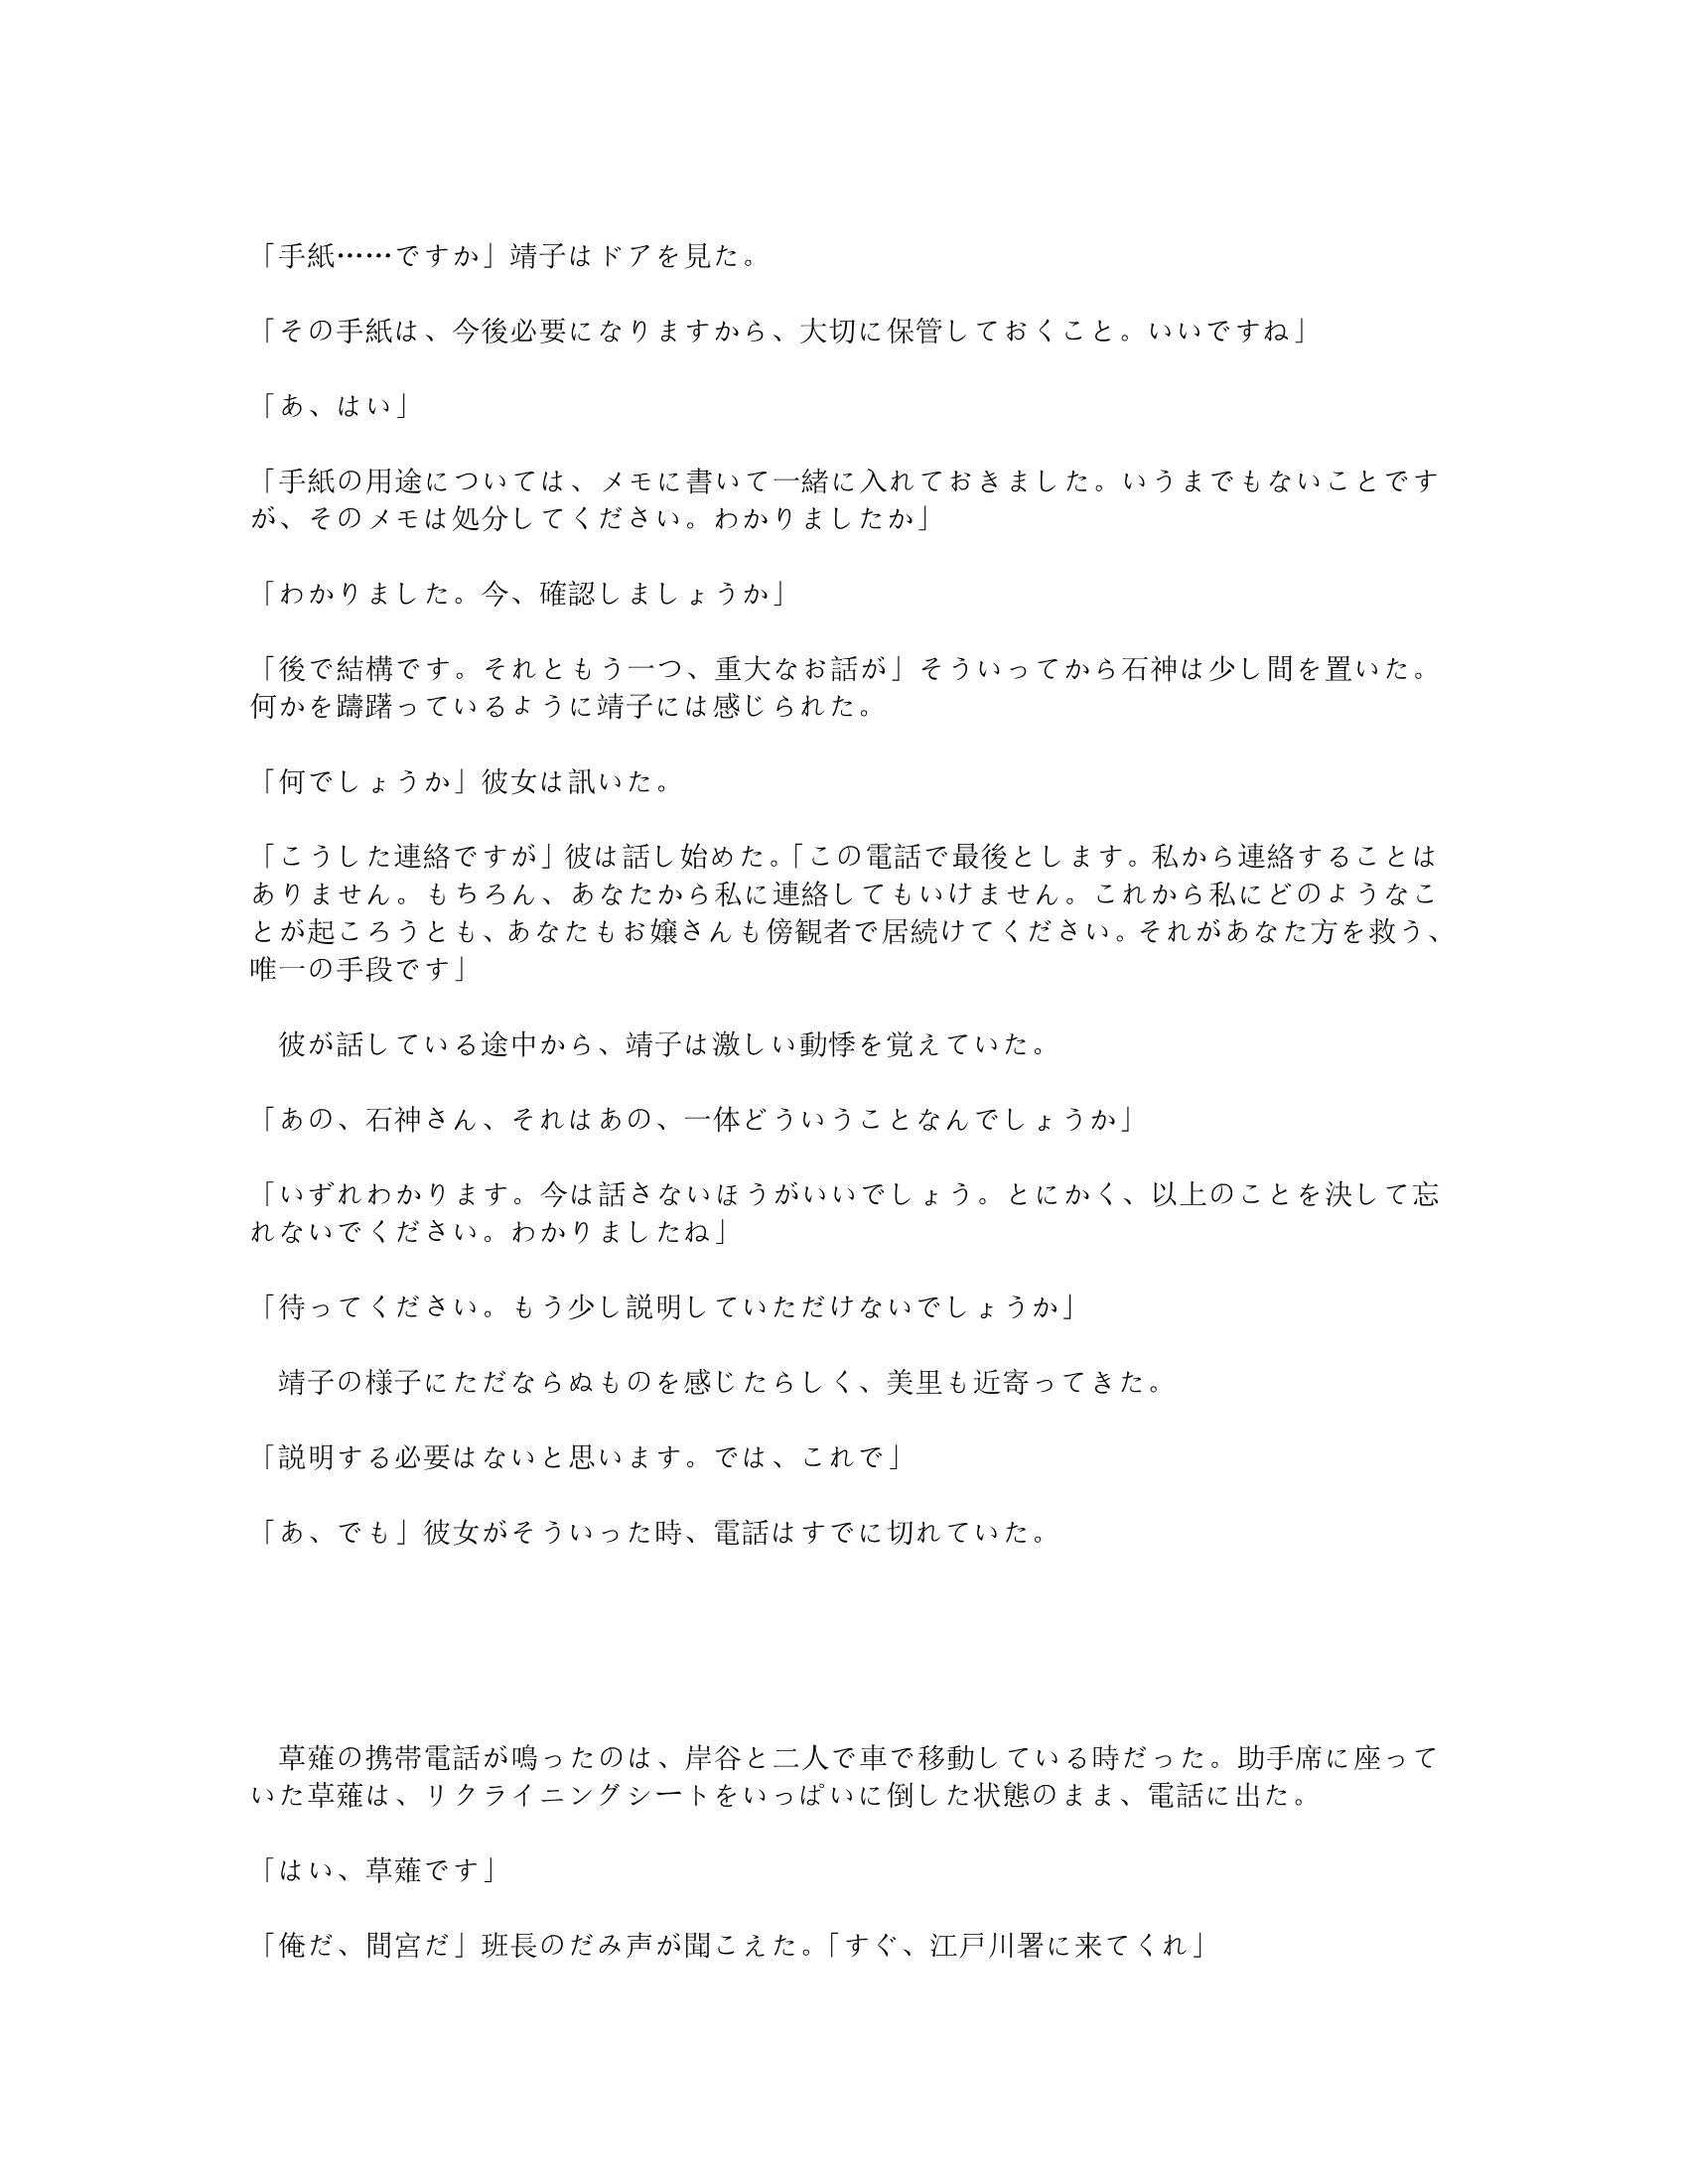 「手紙……ですか」靖子はドアを見た。
「その手紙は、今後必要になりますから、大切に保管しておくこと。いいですね」
「あ、はい」
「手紙の用途については、メモに書いて一緒に入れておきました。いうまでもないことです
が、そのメモは処分してください。わかりましたか」
「わかりました。今、確認しましょうか」
「後で結構です。それともう一つ、重大なお話が」そういってから石神は少し間を置いた。
何かを躊躇っているように靖子には感じられた。
「何でしょうか」彼女は訊いた。
「こうした連絡ですが」彼は話し始めた。「この電話で最後とします。私から連絡することは
ありません。もちろん、あなたから私に連絡してもいけません。これから私にどのようなこ
とが起ころうとも、あなたもお嬢さんも傍観者で居続けてください。それがあなた方を救う、
唯一の手段です」
　彼が話している途中から、靖子は激しい動悸を覚えていた。
「あの、石神さん、それはあの、一体どういうことなんでしょうか」
「いずれわかります。今は話さないほうがいいでしょう。とにかく、以上のことを決して忘
れないでください。わかりましたね」
「待ってください。もう少し説明していただけないでしょうか」
　靖子の様子にただならぬものを感じたらしく、美里も近寄ってきた。
「説明する必要はないと思います。では、これで」
「あ、でも」彼女がそういった時、電話はすでに切れていた。
　草薙の携帯電話が鳴ったのは、岸谷と二人で車で移動している時だった。助手席に座って
いた草薙は、リクライニングシートをいっぱいに倒した状態のまま、電話に出た。
「はい、草薙です」
「俺だ、間宮だ」班長のだみ声が聞こえた。「すぐ、江戸川署に来てくれ」